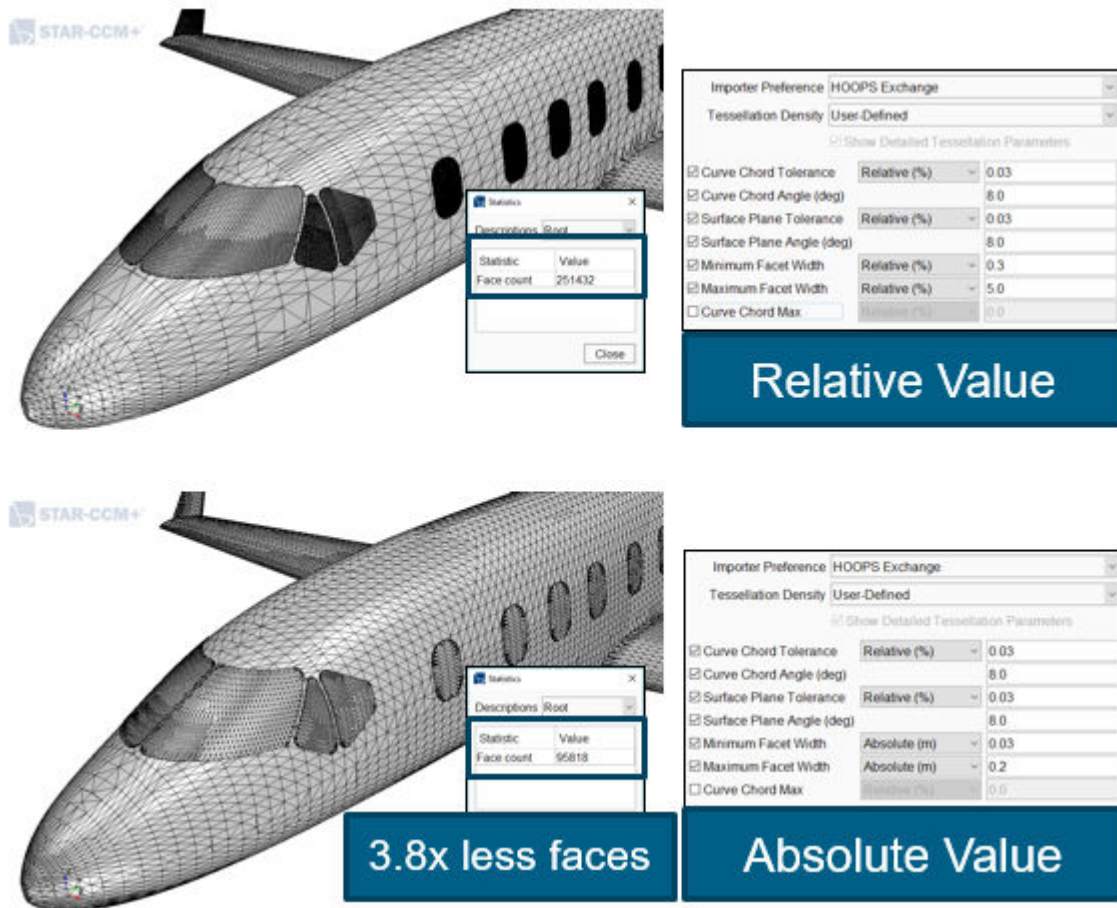 STAR-CCM+
Importer Preference HOOPS Exchange
Tessellation Density User-Defined
Show Detailed Tessellation Parameters
Curve Chord Tolerance Relative (%) 0.03
Curve Chord Angle (deg) 8.0
Surface Plane Tolerance Relative (%) 0.03
Surface Plane Angle (deg) 8.0
Minimum Facet Width Relative (%) 0.3
Maximum Facet Width Relative (%) 5.0
Curve Chord Max Relative (%) 0.0
Statistics
Descriptions Root
Statistic Value
Face count 251432
Close
Relative Value
STAR-CCM+
Importer Preference HOOPS Exchange
Tessellation Density User-Defined
Show Detailed Tessellation Parameters
Curve Chord Tolerance Relative (%) 0.03
Curve Chord Angle (deg) 8.0
Surface Plane Tolerance Relative (%) 0.03
Surface Plane Angle (deg) 8.0
Minimum Facet Width Absolute (m) 0.03
Maximum Facet Width Absolute (m) 0.2
Curve Chord Max Relative (%) 0.0
Statistics
Descriptions Root
Statistic Value
Face count 95818
3.8x less faces
Absolute Value